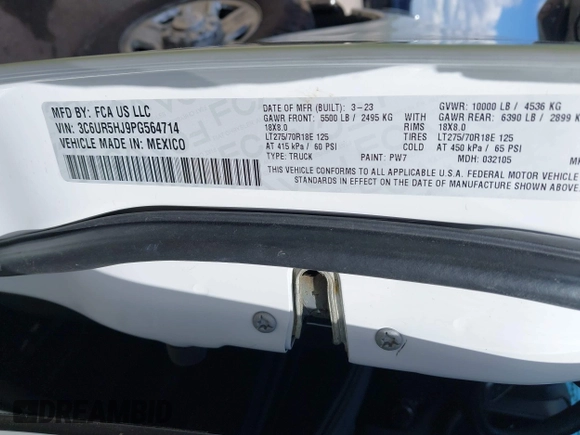 MFD BY: FCA US LLC
VIN: 3C6UR5HJ9PG564714
VEHICLE MADE IN: MEXICO
DATE OF MFR (BUILT): 3-23 GVWR: 10000 LB / 4536 KG
GAWR FRONT: 5500 LB / 2495 KG WITH GAWR REAR: 6390 LB / 2899 K
18X8.0 RIMS 18X8.0
LT275/70R18E 125 TIRES LT275/70R18E 125
AT 415 kPa / 60 PSI COLD AT 450 kPa / 65 PSI
TYPE: TRUCK PAINT: PW7 MDH: 032105
THIS VEHICLE CONFORMS TO ALL APPLICABLE U.S.A. FEDERAL MOTOR VEHICLE
STANDARDS IN EFFECT ON THE DATE OF MANUFACTURE SHOWN ABOVE.
DREAMBID